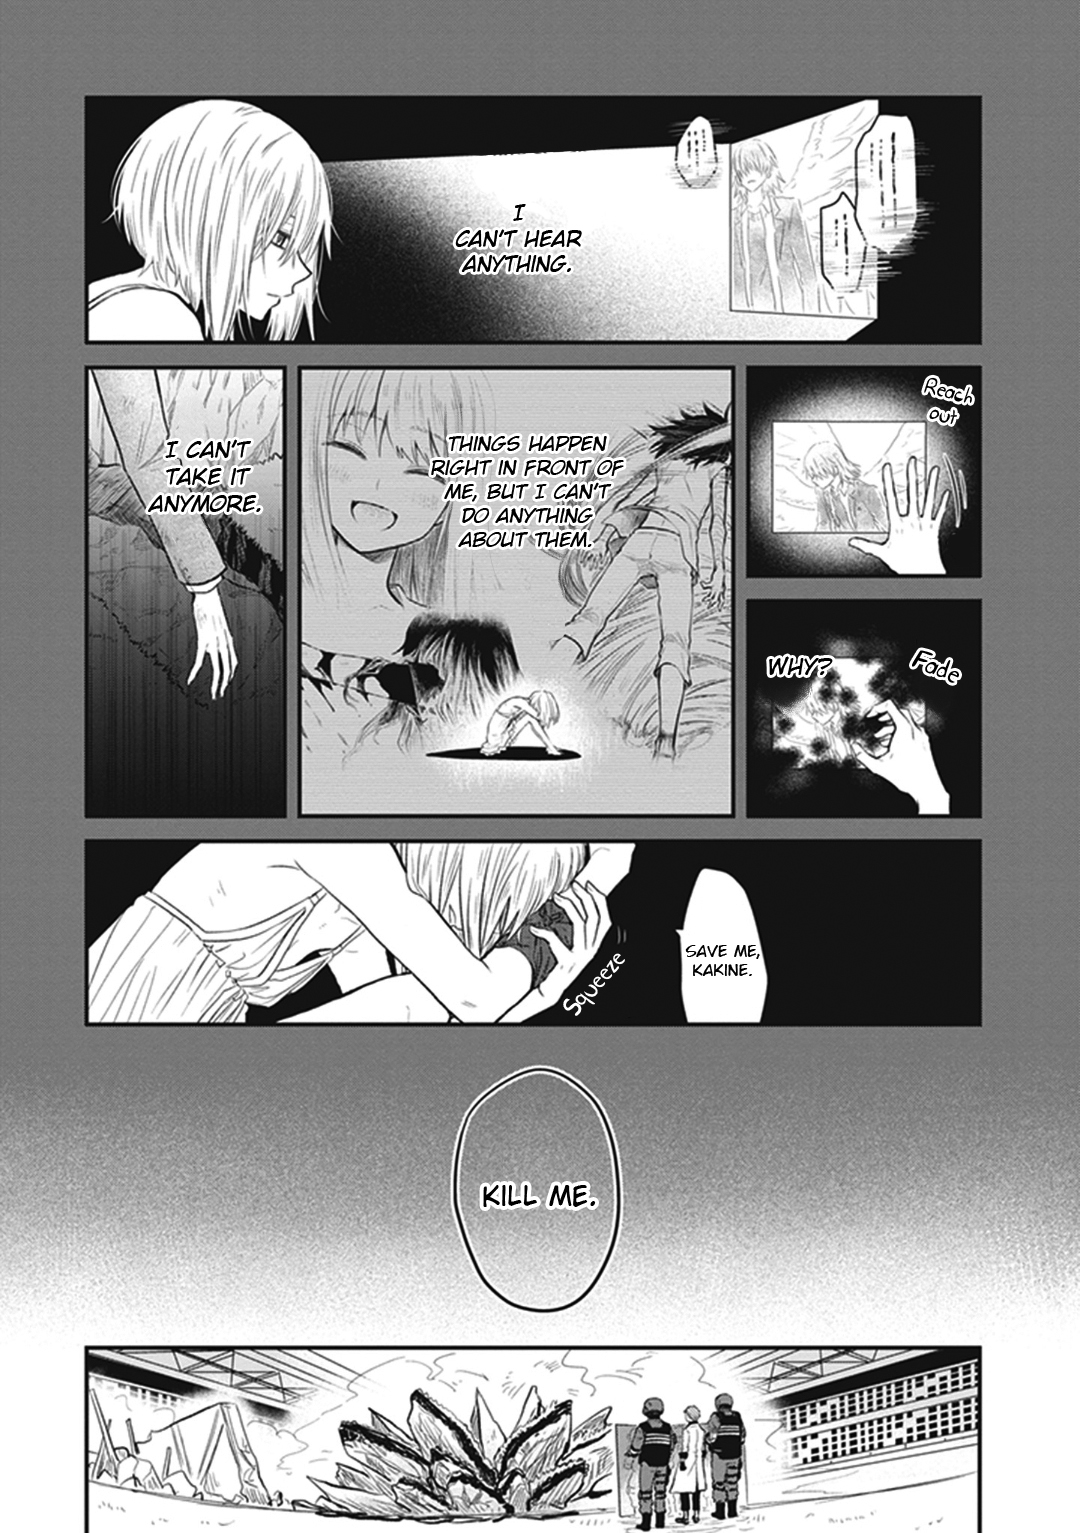 I
CAN'T HEAR
ANYTHING.
Reach
out
WHY?
Fade
THINGS HAPPEN
RIGHT IN FRONT OF
ME, BUT I CAN'T
DO ANYTHING
ABOUT THEM.
I CAN'T
TAKE IT
ANYMORE.
SAVE ME,
KAKINE.
Squeeze
KILL ME.